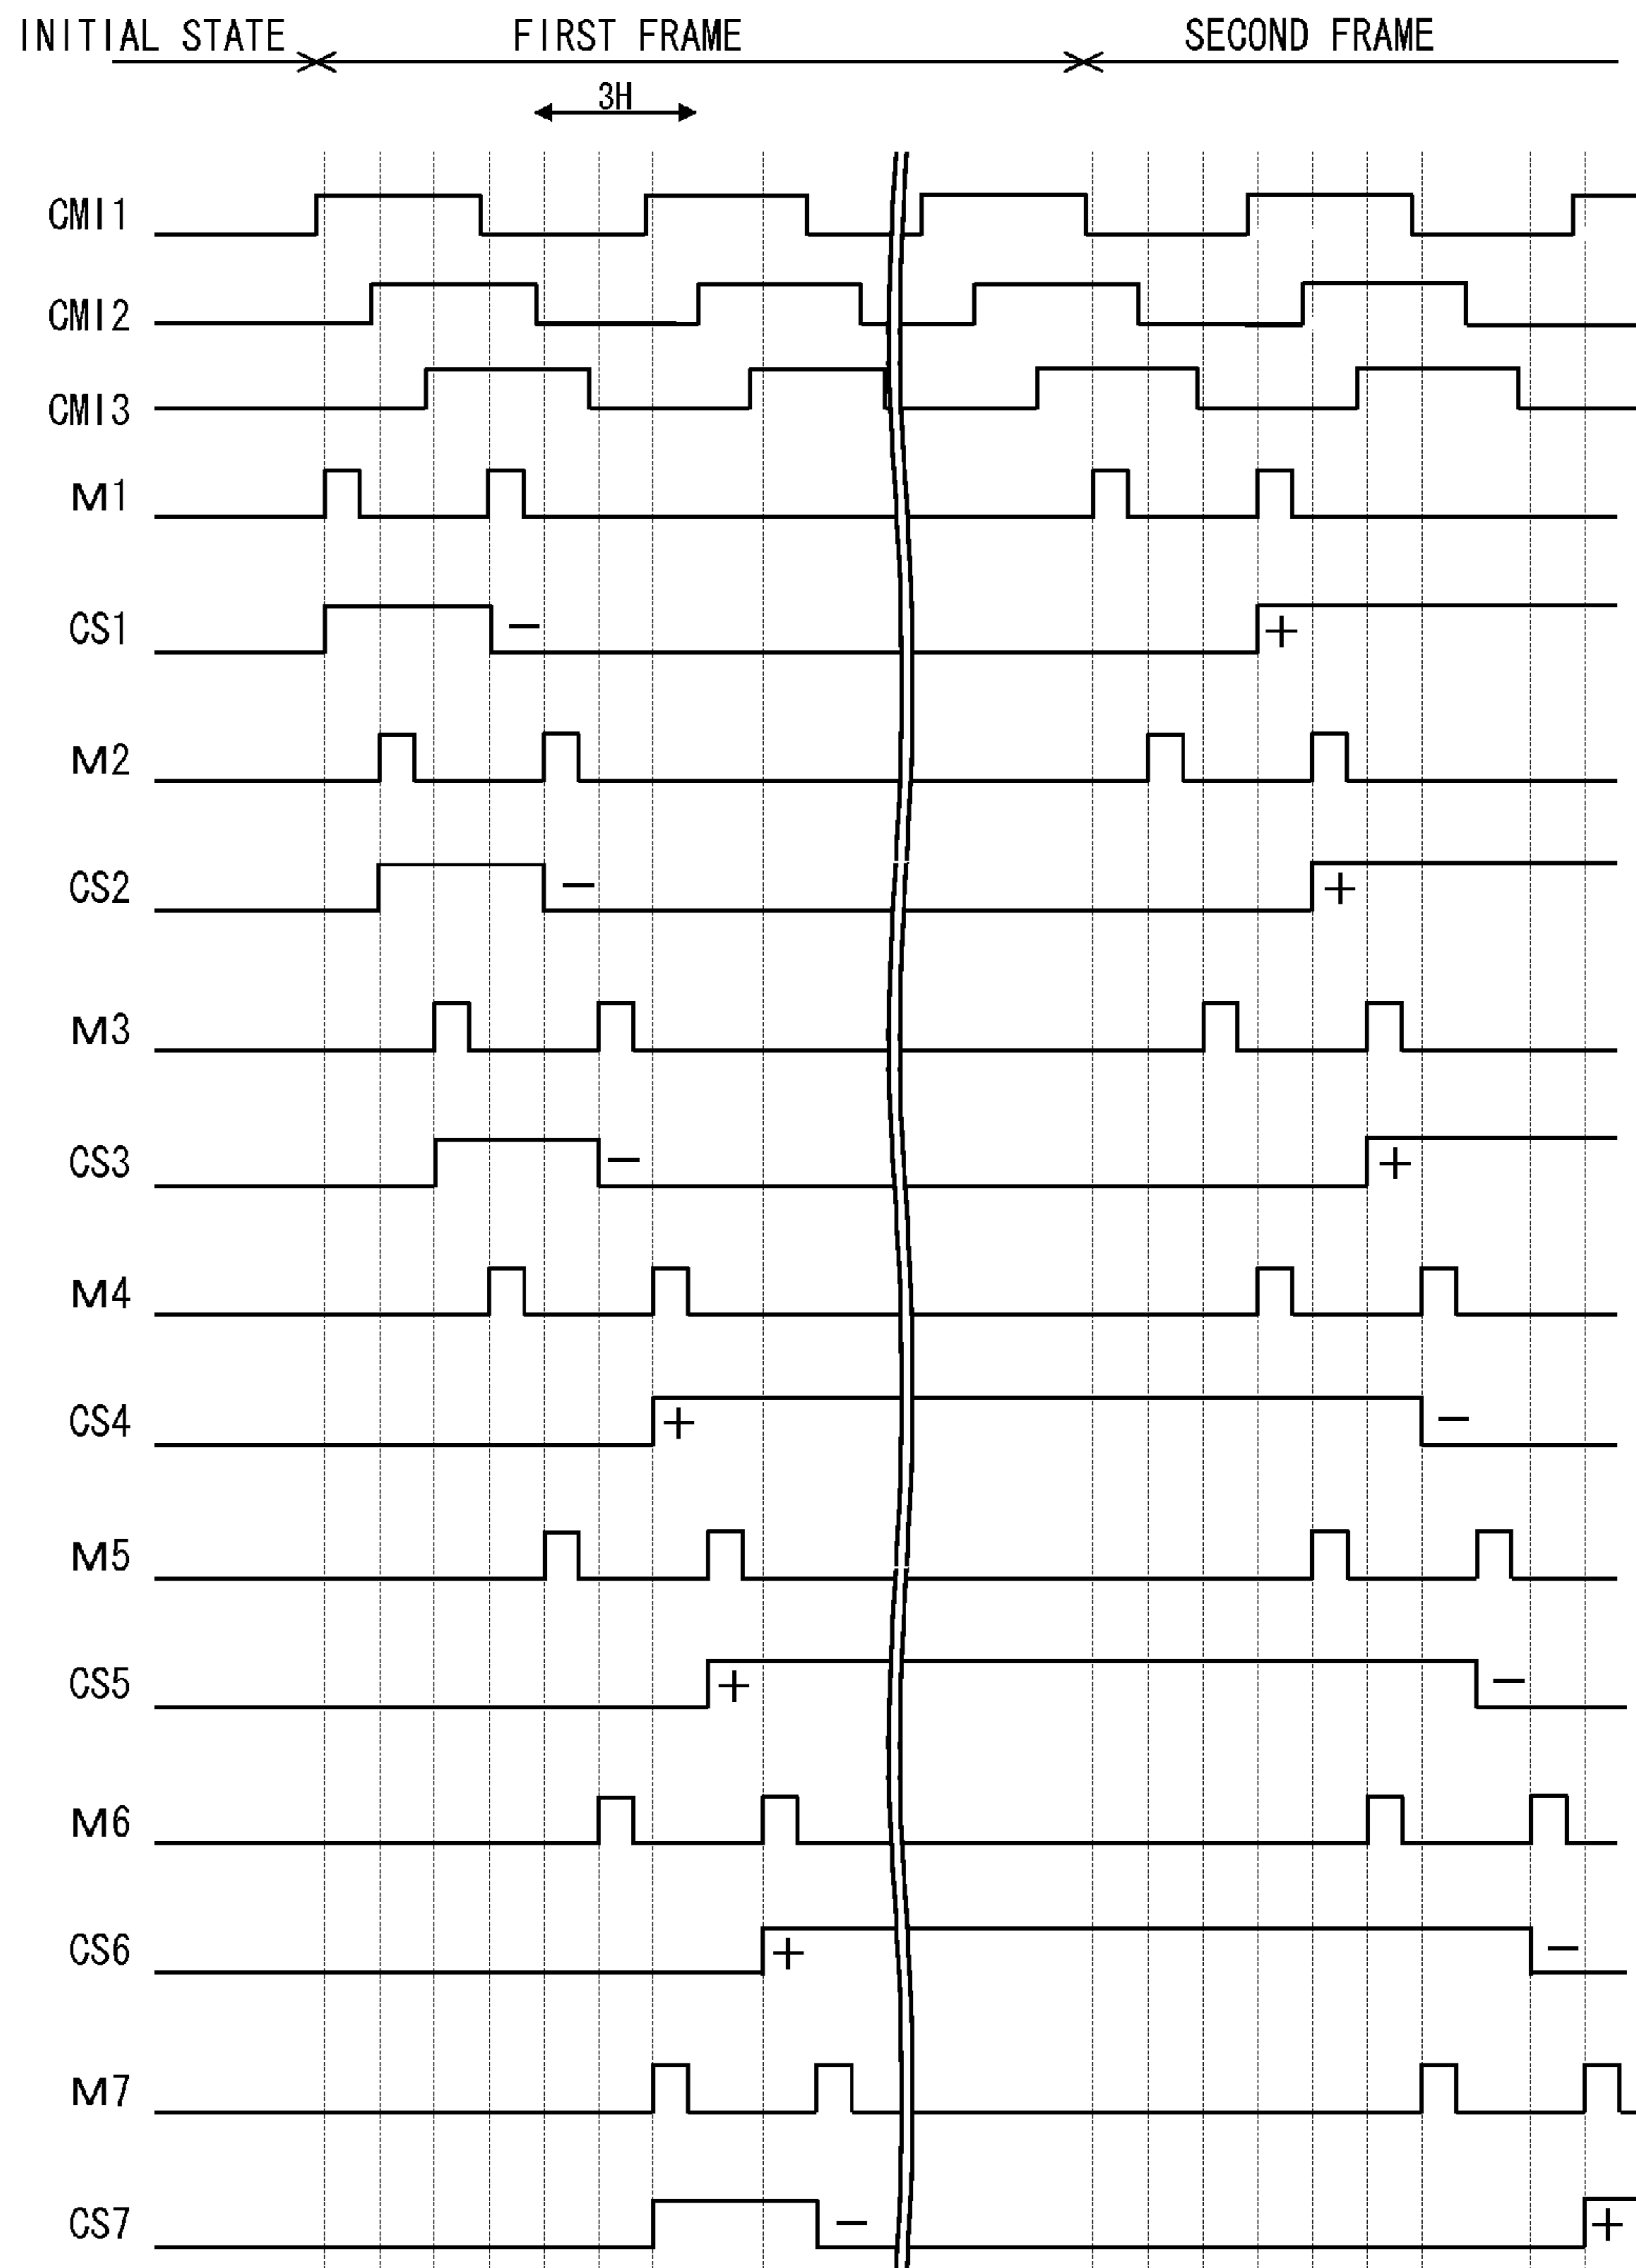 INITIAL STATE FIRST FRAME SECOND FRAME
3H
CMI1
CMI2
CMI3
M1
CS1 − +
M2
CS2 − +
M3
CS3 − +
M4
CS4 + −
M5
CS5 + −
M6
CS6 + −
M7
CS7 − +